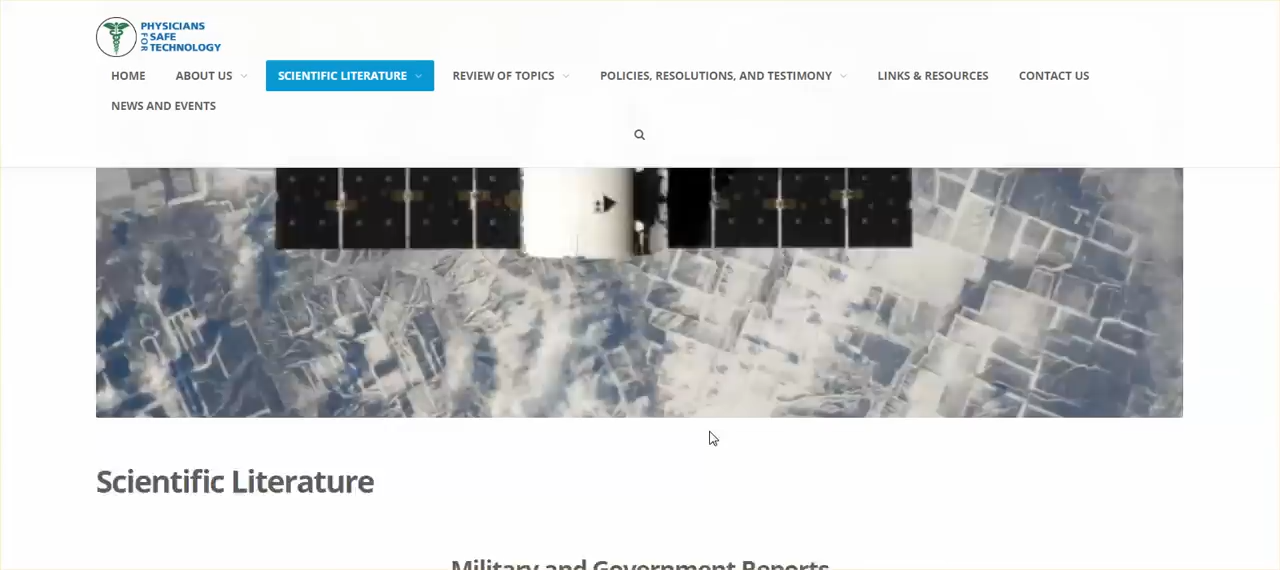 PHYSICIANS
FOR SAFE
TECHNOLOGY
HOME ABOUT US SCIENTIFIC LITERATURE REVIEW OF TOPICS POLICIES, RESOLUTIONS, AND TESTIMONY LINKS & RESOURCES CONTACT US
NEWS AND EVENTS
Scientific Literature
Military and Government Reports